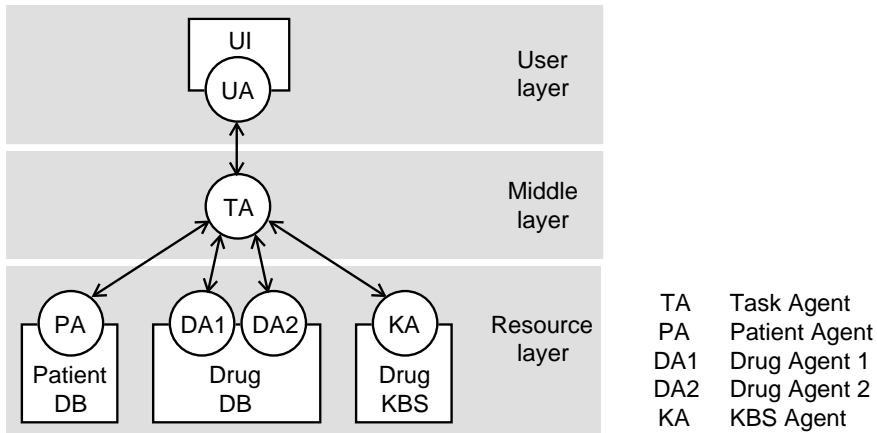 UI
UA
User
layer
TA
Middle
layer
PA
DA1
DA2
KA
Patient
DB
Drug
DB
Drug
KBS
Resource
layer
TA Task Agent
PA Patient Agent
DA1 Drug Agent 1
DA2 Drug Agent 2
KA KBS Agent